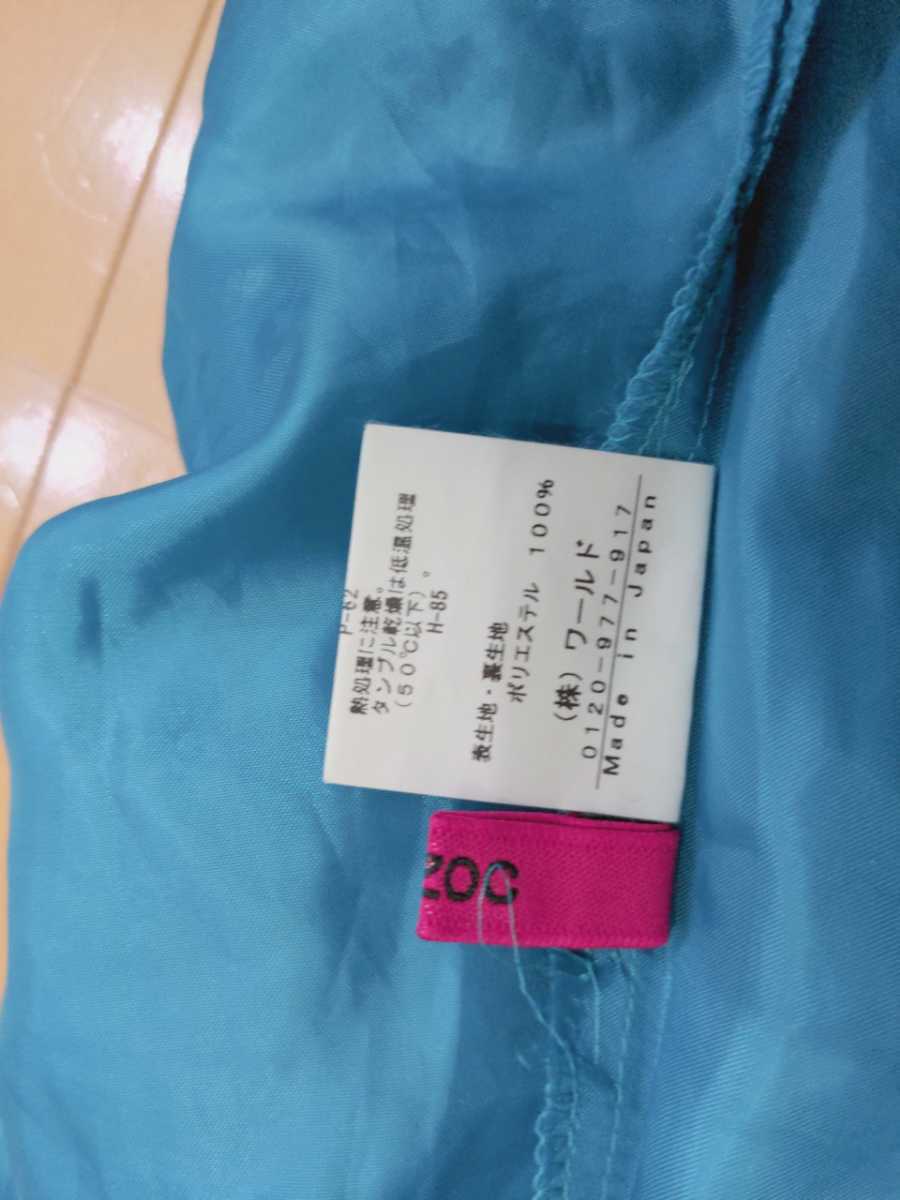 P-62
熱処理に注意。
タンブル乾燥は低温処理
(50℃以下)。
H-85
表生地・裏生地
ポリエステル 100%
(株)ワールド
0120-977-917
Made in Japan
ZOC